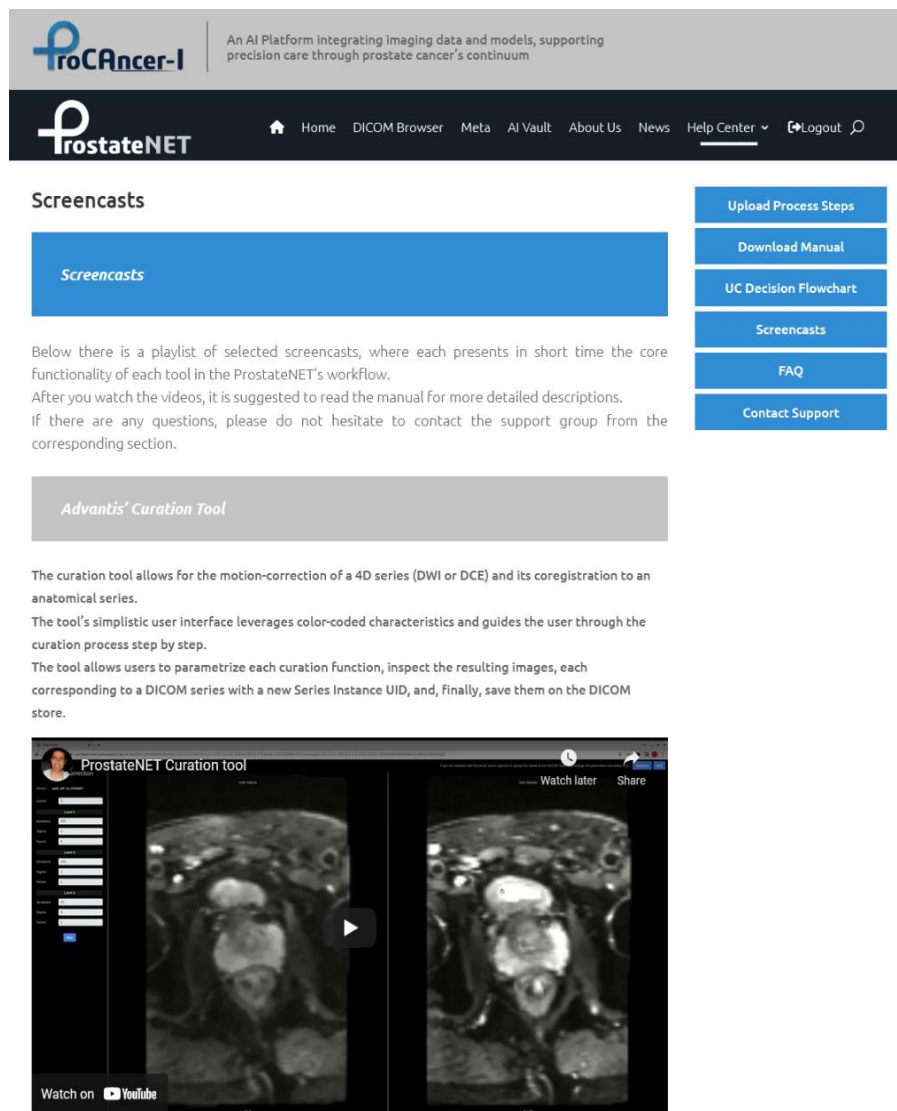 ProCAncer-I
An AI Platform integrating imaging data and models, supporting
precision care through prostate cancer's continuum
ProstateNET
Home DICOM Browser Meta AI Vault About Us News Help Center Logout
Screencasts
Screencasts
Below there is a playlist of selected screencasts, where each presents in short time the core
functionality of each tool in the ProstateNET's workflow.
After you watch the videos, it is suggested to read the manual for more detailed descriptions.
If there are any questions, please do not hesitate to contact the support group from the
corresponding section.
Upload Process Steps
Download Manual
UC Decision Flowchart
Screencasts
FAQ
Contact Support
Advantis' Curation Tool
The curation tool allows for the motion-correction of a 4D series (DWI or DCE) and its coregistration to an
anatomical series.
The tool's simplistic user interface leverages color-coded characteristics and guides the user through the
curation process step by step.
The tool allows users to parametrize each curation function, inspect the resulting images, each
corresponding to a DICOM series with a new Series Instance UID, and, finally, save them on the DICOM
store.
ProstateNET Curation tool
Watch later Share
Level 1
Level 2
Level 3
Watch on YouTube